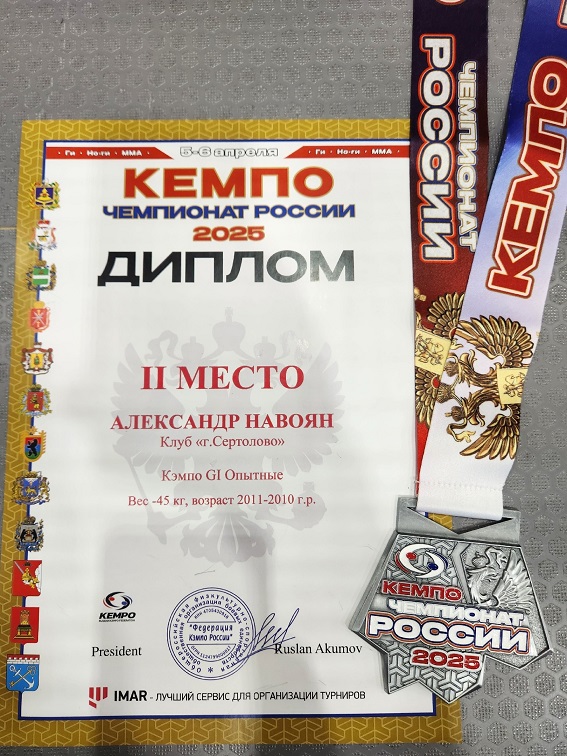 • Ги • Но-ги • ММА
5-6 апреля
• Ги • Но-ги • ММА
КЕМПО
ЧЕМПИОНАТ РОССИИ
2025
ДИПЛОМ
II МЕСТО
АЛЕКСАНДР НАВОЯН
Клуб «г.Сертолово»
Кэмпо GI Опытные
Вес -45 кг, возраст 2011-2010 г.р.
КЕМРО
"Федерация
Кэмпо России"
President
Ruslan Akumov
IMAR - ЛУЧШИЙ СЕРВИС ДЛЯ ОРГАНИЗАЦИИ ТУРНИРОВ
ЧЕМПИОНАТ
РОССИИ
КЕМПО
КЕМПО
ЧЕМПИОНАТ
РОССИИ
2025